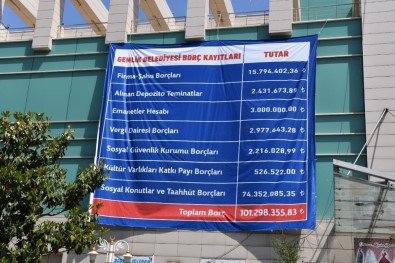 GEMLİK BELEDİYESİ BORÇ KAYITLARI TUTAR
Firma-Şahıs Borçları 15.794.402,36 ₺
Alınan Depozito Teminatlar 2.431.673,8 ₺
Emanetler Hesabı 3.000.000,00 ₺
Vergi Dairesi Borçları 2.977,643,28 ₺
Sosyal Güvenlik Kurumu Borçları 2.216.028,99 ₺
Kültür Varlıkları Katkı Payı Borçları 526.522,00 ₺
Sosyal Konutlar ve Taahhüt Borçları 74.352,885,35 ₺
Toplam Borç 101.298.355.83 ₺